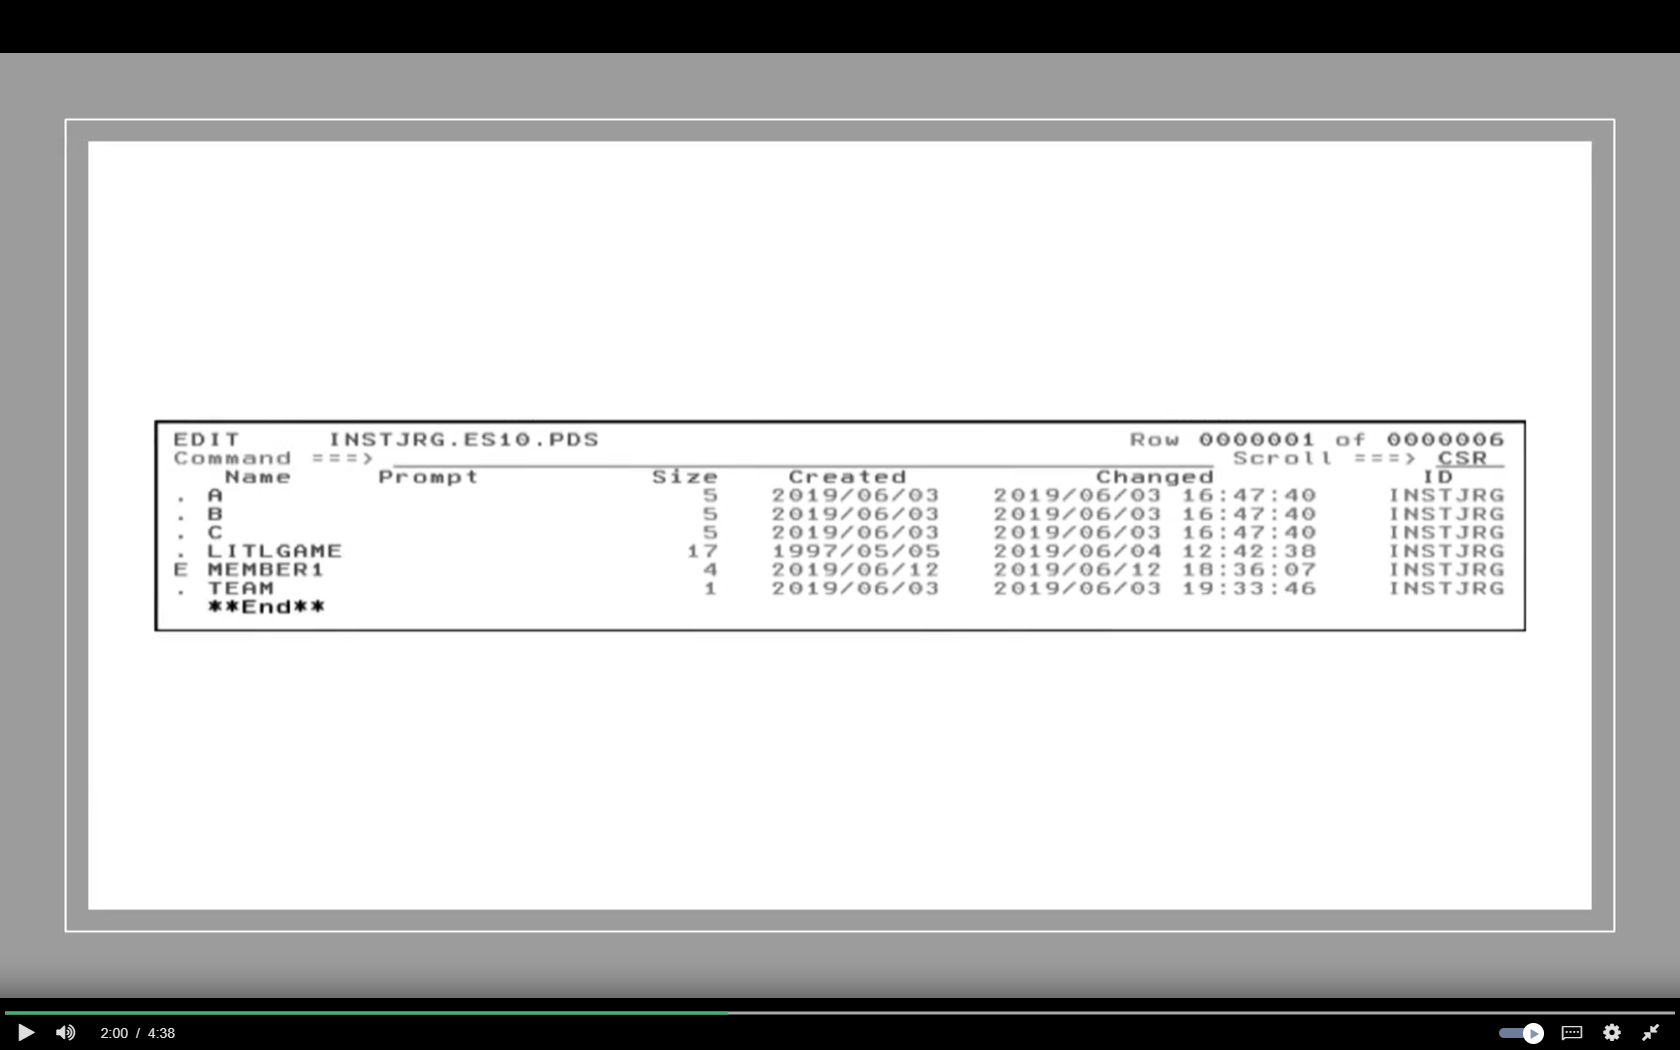 EDIT INSTJRG.ES10.PDS Row 0000001 of 0000006
Command ===> Scroll ===> CSR
Name Prompt Size Created Changed ID
. A 5 2019/06/03 2019/06/03 16:47:40 INSTJRG
. B 5 2019/06/03 2019/06/03 16:47:40 INSTJRG
. C 5 2019/06/03 2019/06/03 16:47:40 INSTJRG
. LITLGAME 17 1997/05/05 2019/06/04 12:42:38 INSTJRG
E MEMBER1 4 2019/06/12 2019/06/12 18:36:07 INSTJRG
. TEAM 1 2019/06/03 2019/06/03 19:33:46 INSTJRG
**End**
2:00 / 4:38